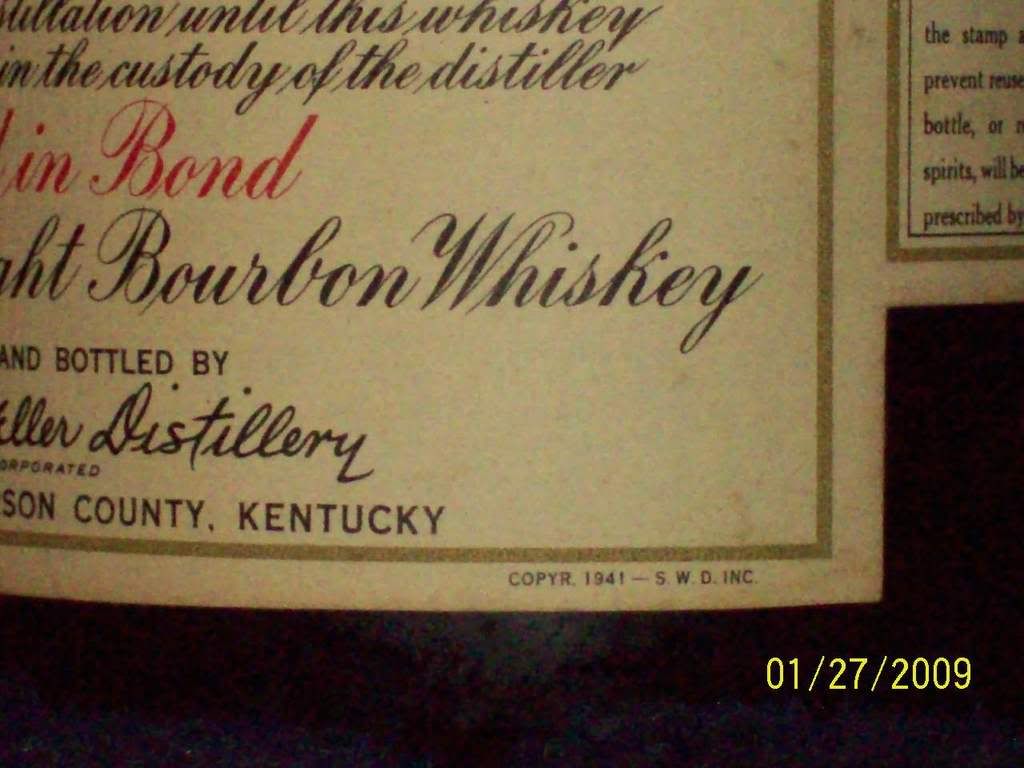 stillation until this whiskey
in the custody of the distiller
in Bond
ght Bourbon Whiskey
AND BOTTLED BY
eller Distillery
ORPORATED
SON COUNTY, KENTUCKY
COPYR. 1941 — S. W. D. INC.
the stamp a
prevent reuse
bottle, or r
spirits, will be
prescribed by
01/27/2009